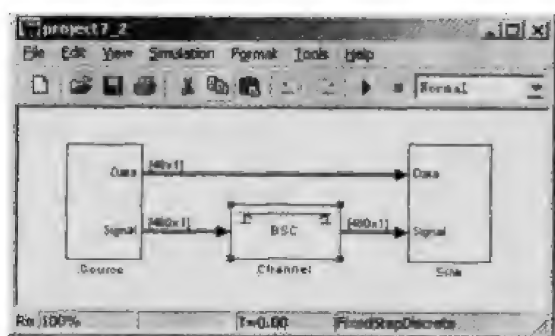 project7_2
File Edit View Simulation Format Tools Help
Normal
Data [40x1] Data
Signal [480x1] BSC [480x1] Signal
Source Channel Sink
100% T=0.00 FixedStepDiscrete